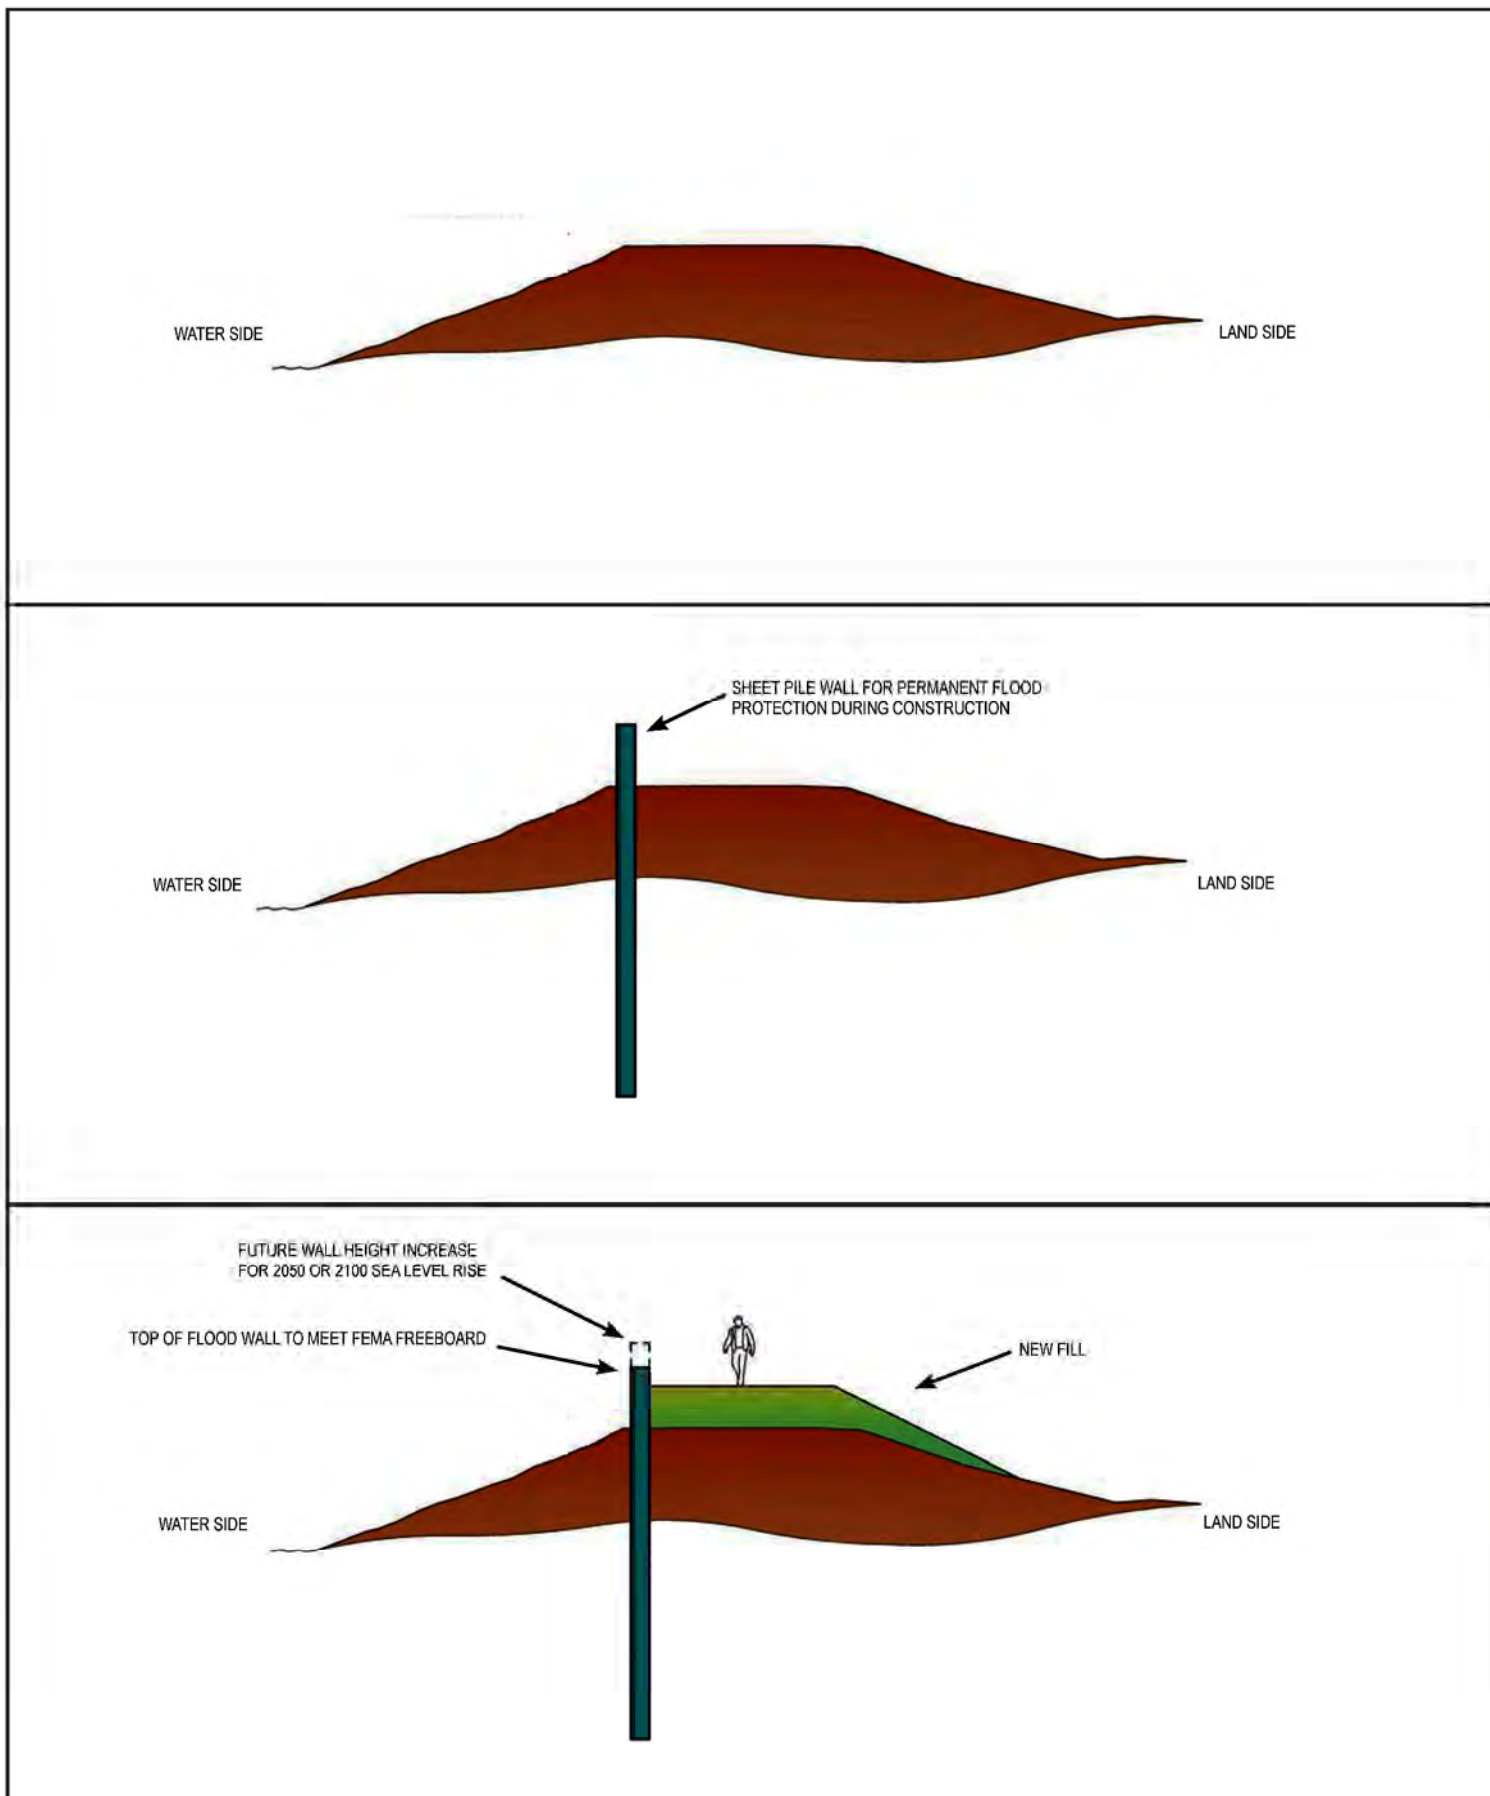 WATER SIDE
LAND SIDE
SHEET PILE WALL FOR PERMANENT FLOOD
PROTECTION DURING CONSTRUCTION
WATER SIDE
LAND SIDE
FUTURE WALL HEIGHT INCREASE
FOR 2050 OR 2100 SEA LEVEL RISE
TOP OF FLOOD WALL TO MEET FEMA FREEBOARD
NEW FILL
WATER SIDE
LAND SIDE